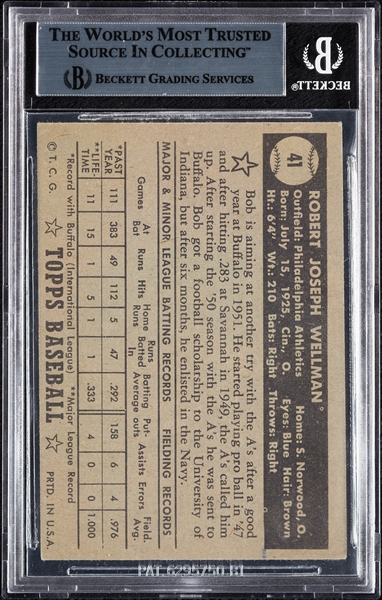 THE WORLD'S MOST TRUSTED
SOURCE IN COLLECTING™
BECKETT GRADING SERVICES
BECKETT
41
ROBERT JOSEPH WELLMAN
Outfield: Philadelphia Athletics Home: S. Norwood, O.
Born: July 15, 1925, Cin., O. Eyes: Blue Hair: Brown
Ht.: 6'4" Wt.: 210 Bats: Right Throws: Right
Bob is aiming at another try with the A's after a good
year at Buffalo in 1951. He started playing pro ball in '47
and after hitting .283 at Savannah in 1949, the A's called him
up. After starting the '50 season with the A's he was sent to
Buffalo. Bob got a football scholarship to the University of
Indiana, but after six months, he enlisted in the Navy.
MAJOR & MINOR LEAGUE BATTING RECORDS FIELDING RECORDS
Games At Bat Runs Hits Home Runs Runs Batted In Batting Average Put-outs Assists Errors Field. Avg.
*PAST YEAR 111 383 49 112 5 47 .292 158 6 4 .976
**LIFE-TIME 11 15 1 5 1 1 .333 4 0 0 1.000
*Record with Buffalo (International League) **Major League Record
© T. C. G. TOPPS BASEBALL PRTD. IN U.S.A.
PAT 6295750 B1